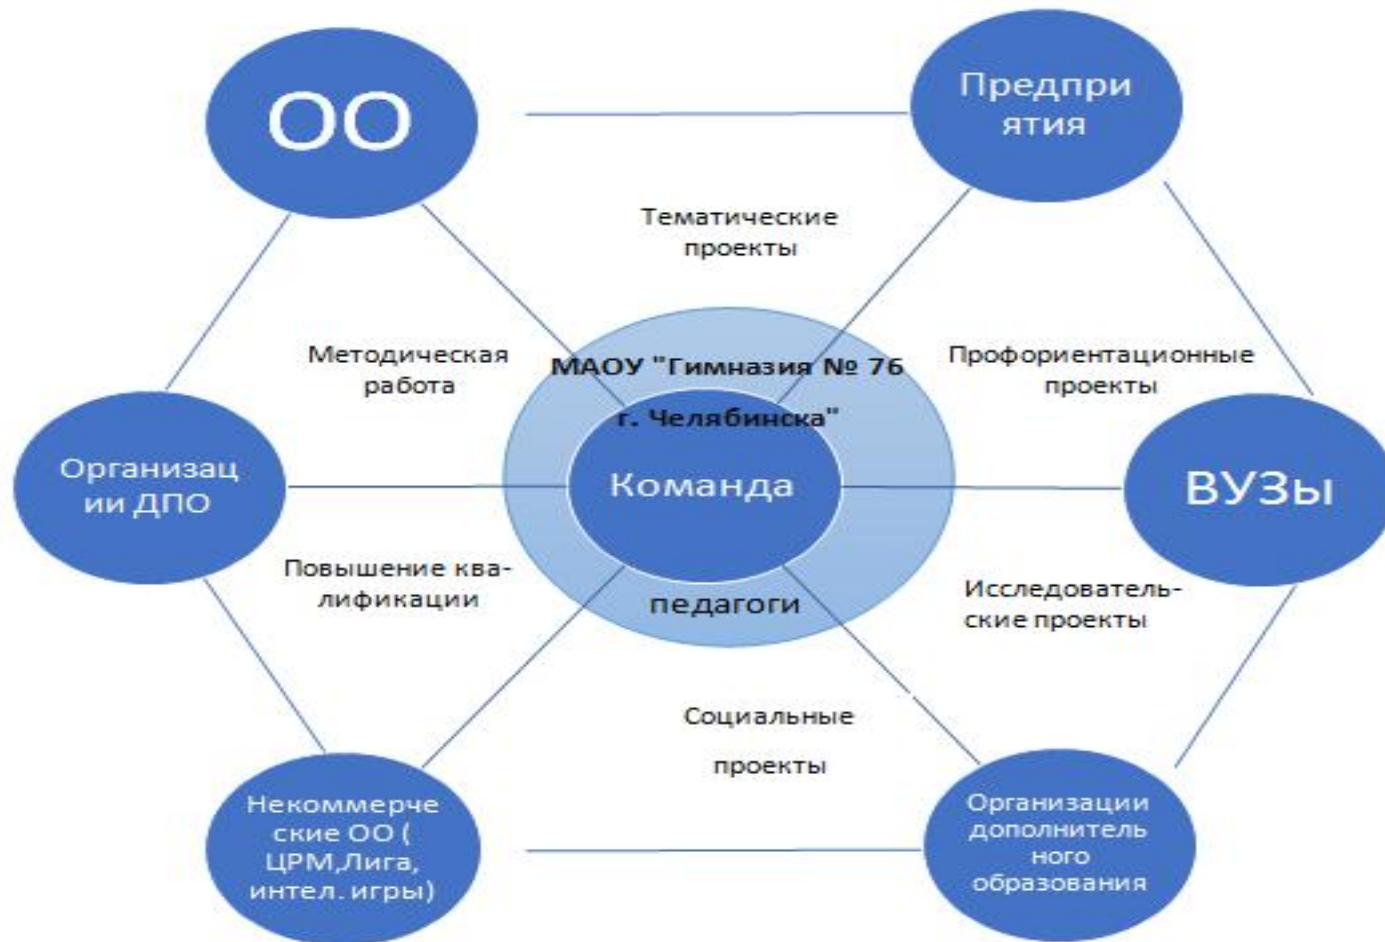 ОО
Предпри
ятия
Тематические
проекты
Методическая
работа
МАОУ "Гимназия № 76
г. Челябинска"
Профориентационные
проекты
Организац
ии ДПО
Команда
ВУЗы
Повышение ква-
лификации
педагоги
Исследователь-
ские проекты
Социальные
проекты
Некоммерче
ские ОО (
ЦРМ,Лига,
интел. игры)
Организации
дополнитель
ного
образования